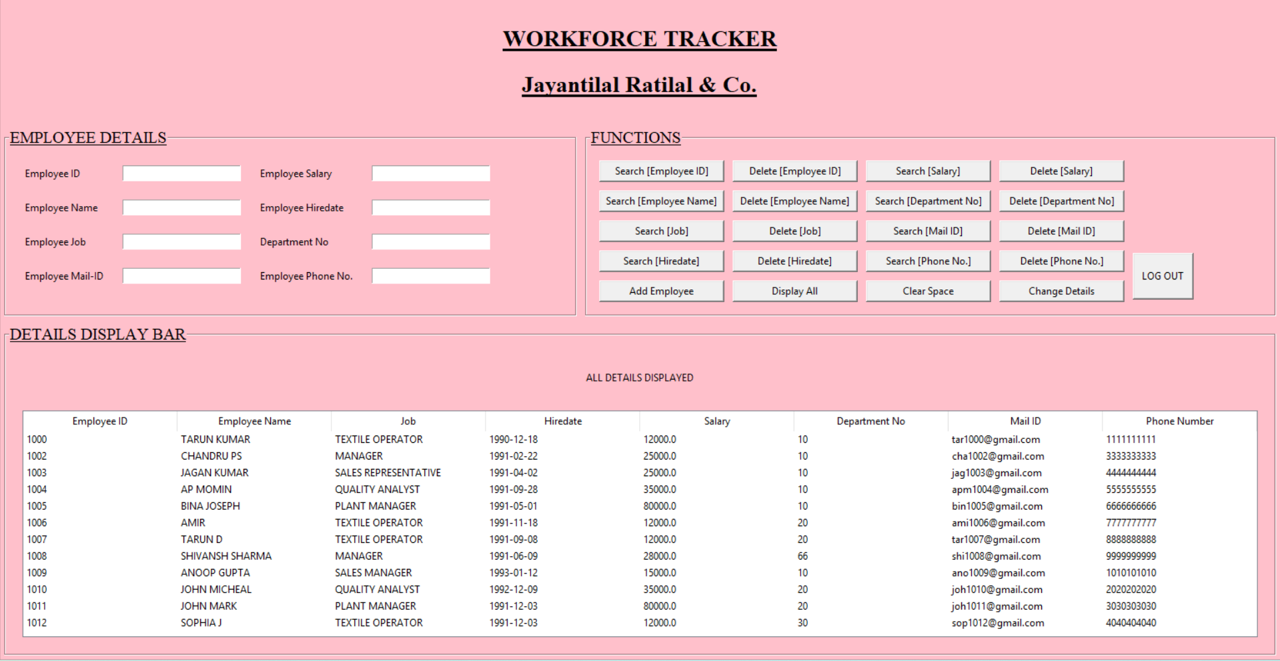 WORKFORCE TRACKER
Jayantilal Ratilal & Co.
EMPLOYEE DETAILS
Employee ID Employee Salary
Employee Name Employee Hiredate
Employee Job Department No
Employee Mail-ID Employee Phone No.
FUNCTIONS
Search [Employee ID] Delete [Employee ID] Search [Salary] Delete [Salary]
Search [Employee Name] Delete [Employee Name] Search [Department No] Delete [Department No]
Search [Job] Delete [Job] Search [Mail ID] Delete [Mail ID]
Search [Hiredate] Delete [Hiredate] Search [Phone No.] Delete [Phone No.]
LOG OUT
Add Employee Display All Clear Space Change Details
DETAILS DISPLAY BAR
ALL DETAILS DISPLAYED
Employee ID Employee Name Job Hiredate Salary Department No Mail ID Phone Number
1000 TARUN KUMAR TEXTILE OPERATOR 1990-12-18 12000.0 10 tar1000@gmail.com 1111111111
1002 CHANDRU PS MANAGER 1991-02-22 25000.0 10 cha1002@gmail.com 3333333333
1003 JAGAN KUMAR SALES REPRESENTATIVE 1991-04-02 25000.0 10 jag1003@gmail.com 4444444444
1004 AP MOMIN QUALITY ANALYST 1991-09-28 35000.0 10 apm1004@gmail.com 5555555555
1005 BINA JOSEPH PLANT MANAGER 1991-05-01 80000.0 10 bin1005@gmail.com 6666666666
1006 AMIR TEXTILE OPERATOR 1991-11-18 12000.0 20 ami1006@gmail.com 7777777777
1007 TARUN D TEXTILE OPERATOR 1991-09-08 12000.0 20 tar1007@gmail.com 8888888888
1008 SHIVANSH SHARMA MANAGER 1991-06-09 28000.0 66 shi1008@gmail.com 9999999999
1009 ANOOP GUPTA SALES MANAGER 1993-01-12 15000.0 10 ano1009@gmail.com 1010101010
1010 JOHN MICHEAL QUALITY ANALYST 1992-12-09 35000.0 20 joh1010@gmail.com 2020202020
1011 JOHN MARK PLANT MANAGER 1991-12-03 80000.0 20 joh1011@gmail.com 3030303030
1012 SOPHIA J TEXTILE OPERATOR 1991-12-03 12000.0 30 sop1012@gmail.com 4040404040